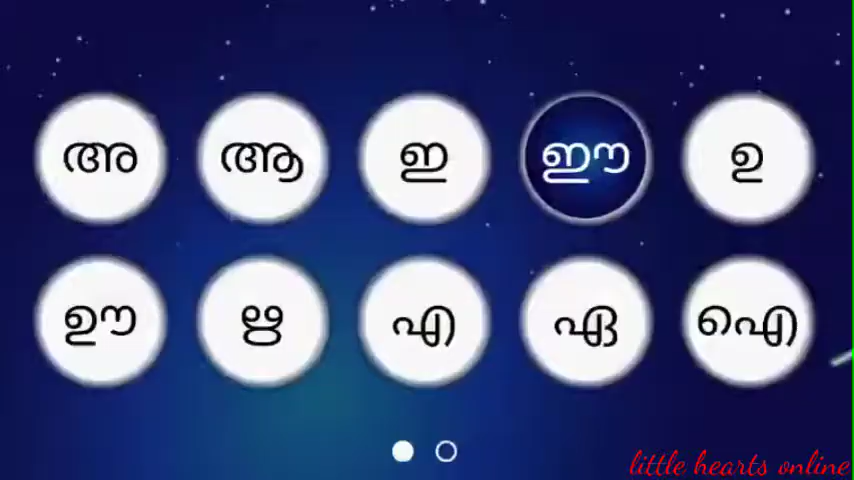 അ ആ ഇ ഈ ഉ
ഊ ഋ എ ഏ ഐ
little hearts online